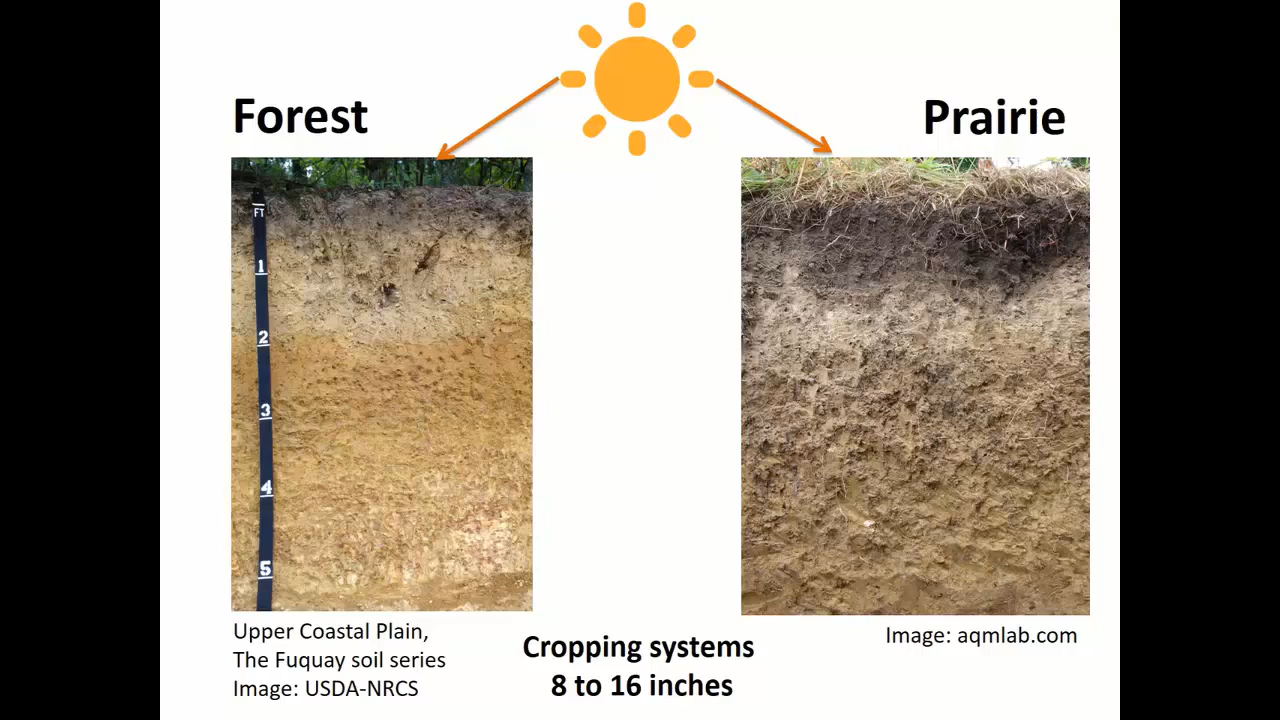 Forest
Prairie
FT
1
2
3
4
5
Upper Coastal Plain,
The Fuquay soil series
Image: USDA-NRCS
Cropping systems
8 to 16 inches
Image: aqmlab.com